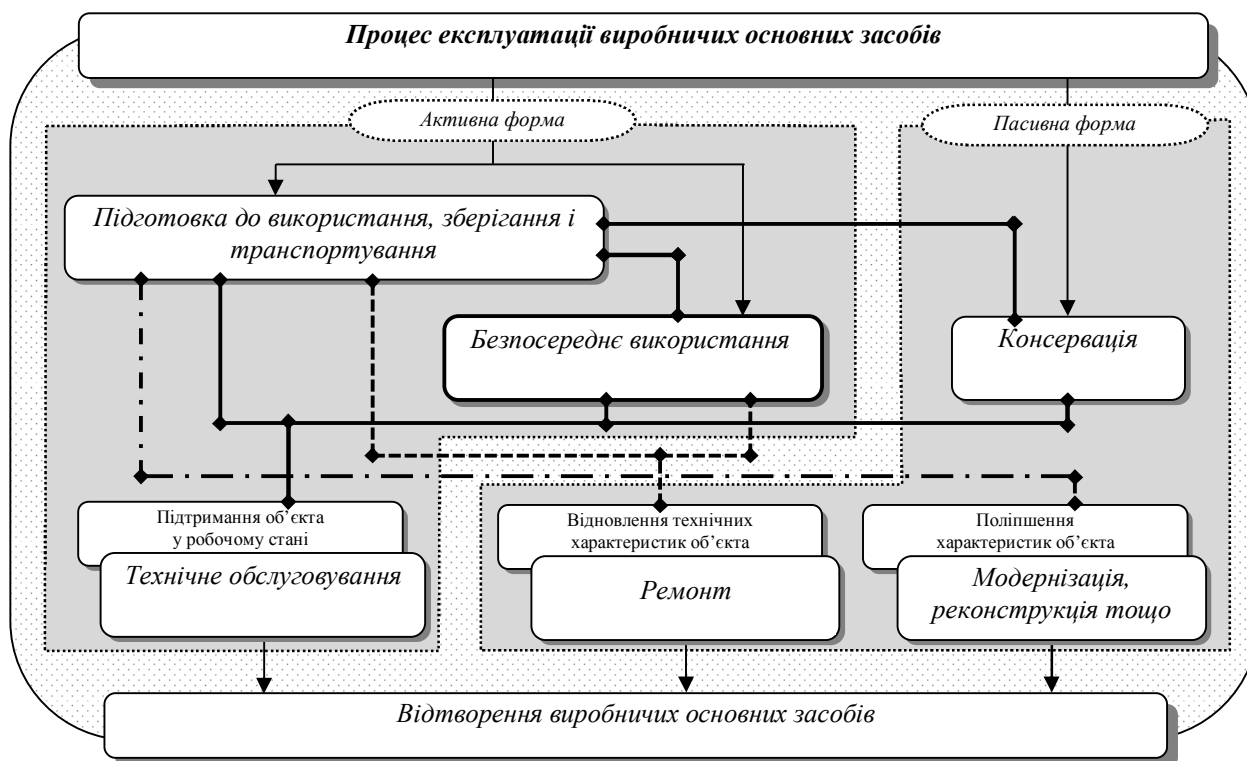 Процес експлуатації виробничих основних засобів
Активна форма
Пасивна форма
Підготовка до використання, зберігання і
транспортування
Безпосереднє використання
Консервація
Підтримання об’єкта
у робочому стані
Технічне обслуговування
Відновлення технічних
характеристик об’єкта
Ремонт
Поліпшення
характеристик об’єкта
Модернізація,
реконструкція тощо
Відтворення виробничих основних засобів